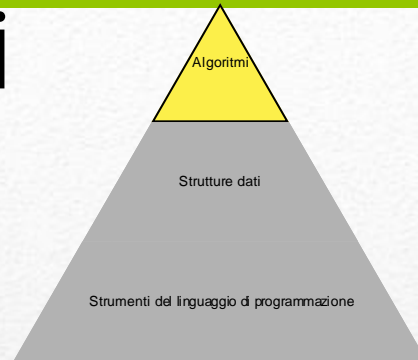 i
Algoritmi
Strutture dati
Strumenti del linguaggio di programmazione